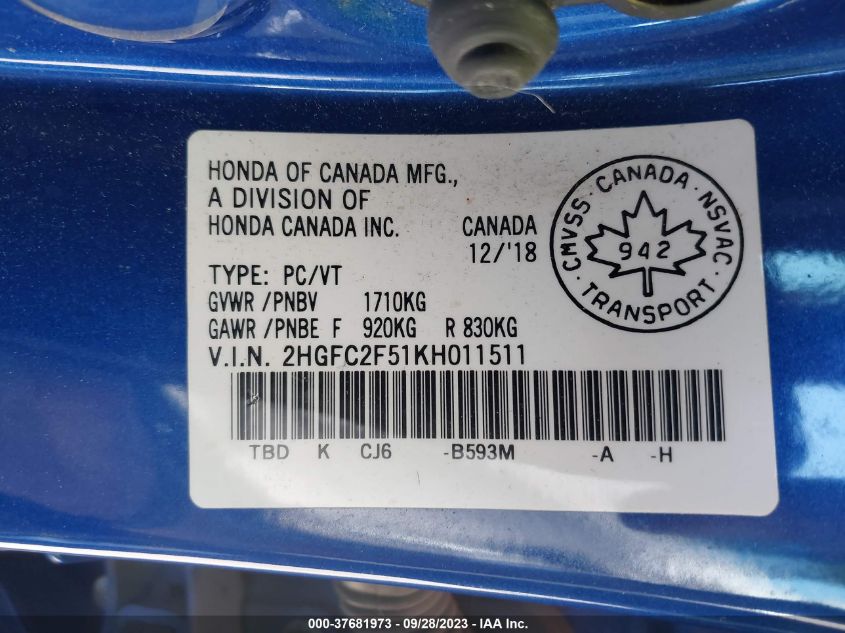 HONDA OF CANADA MFG.,
A DIVISION OF
HONDA CANADA INC. CANADA
12/'18
CMVSS · CANADA · NSVAC
942
· TRANSPORT ·
TYPE: PC/VT
GVWR /PNBV 1710KG
GAWR /PNBE F 920KG R 830KG
V.I.N. 2HGFC2F51KH011511
TBD K CJ6 -B593M -A -H
000-37681973 - 09/28/2023 - IAA Inc.